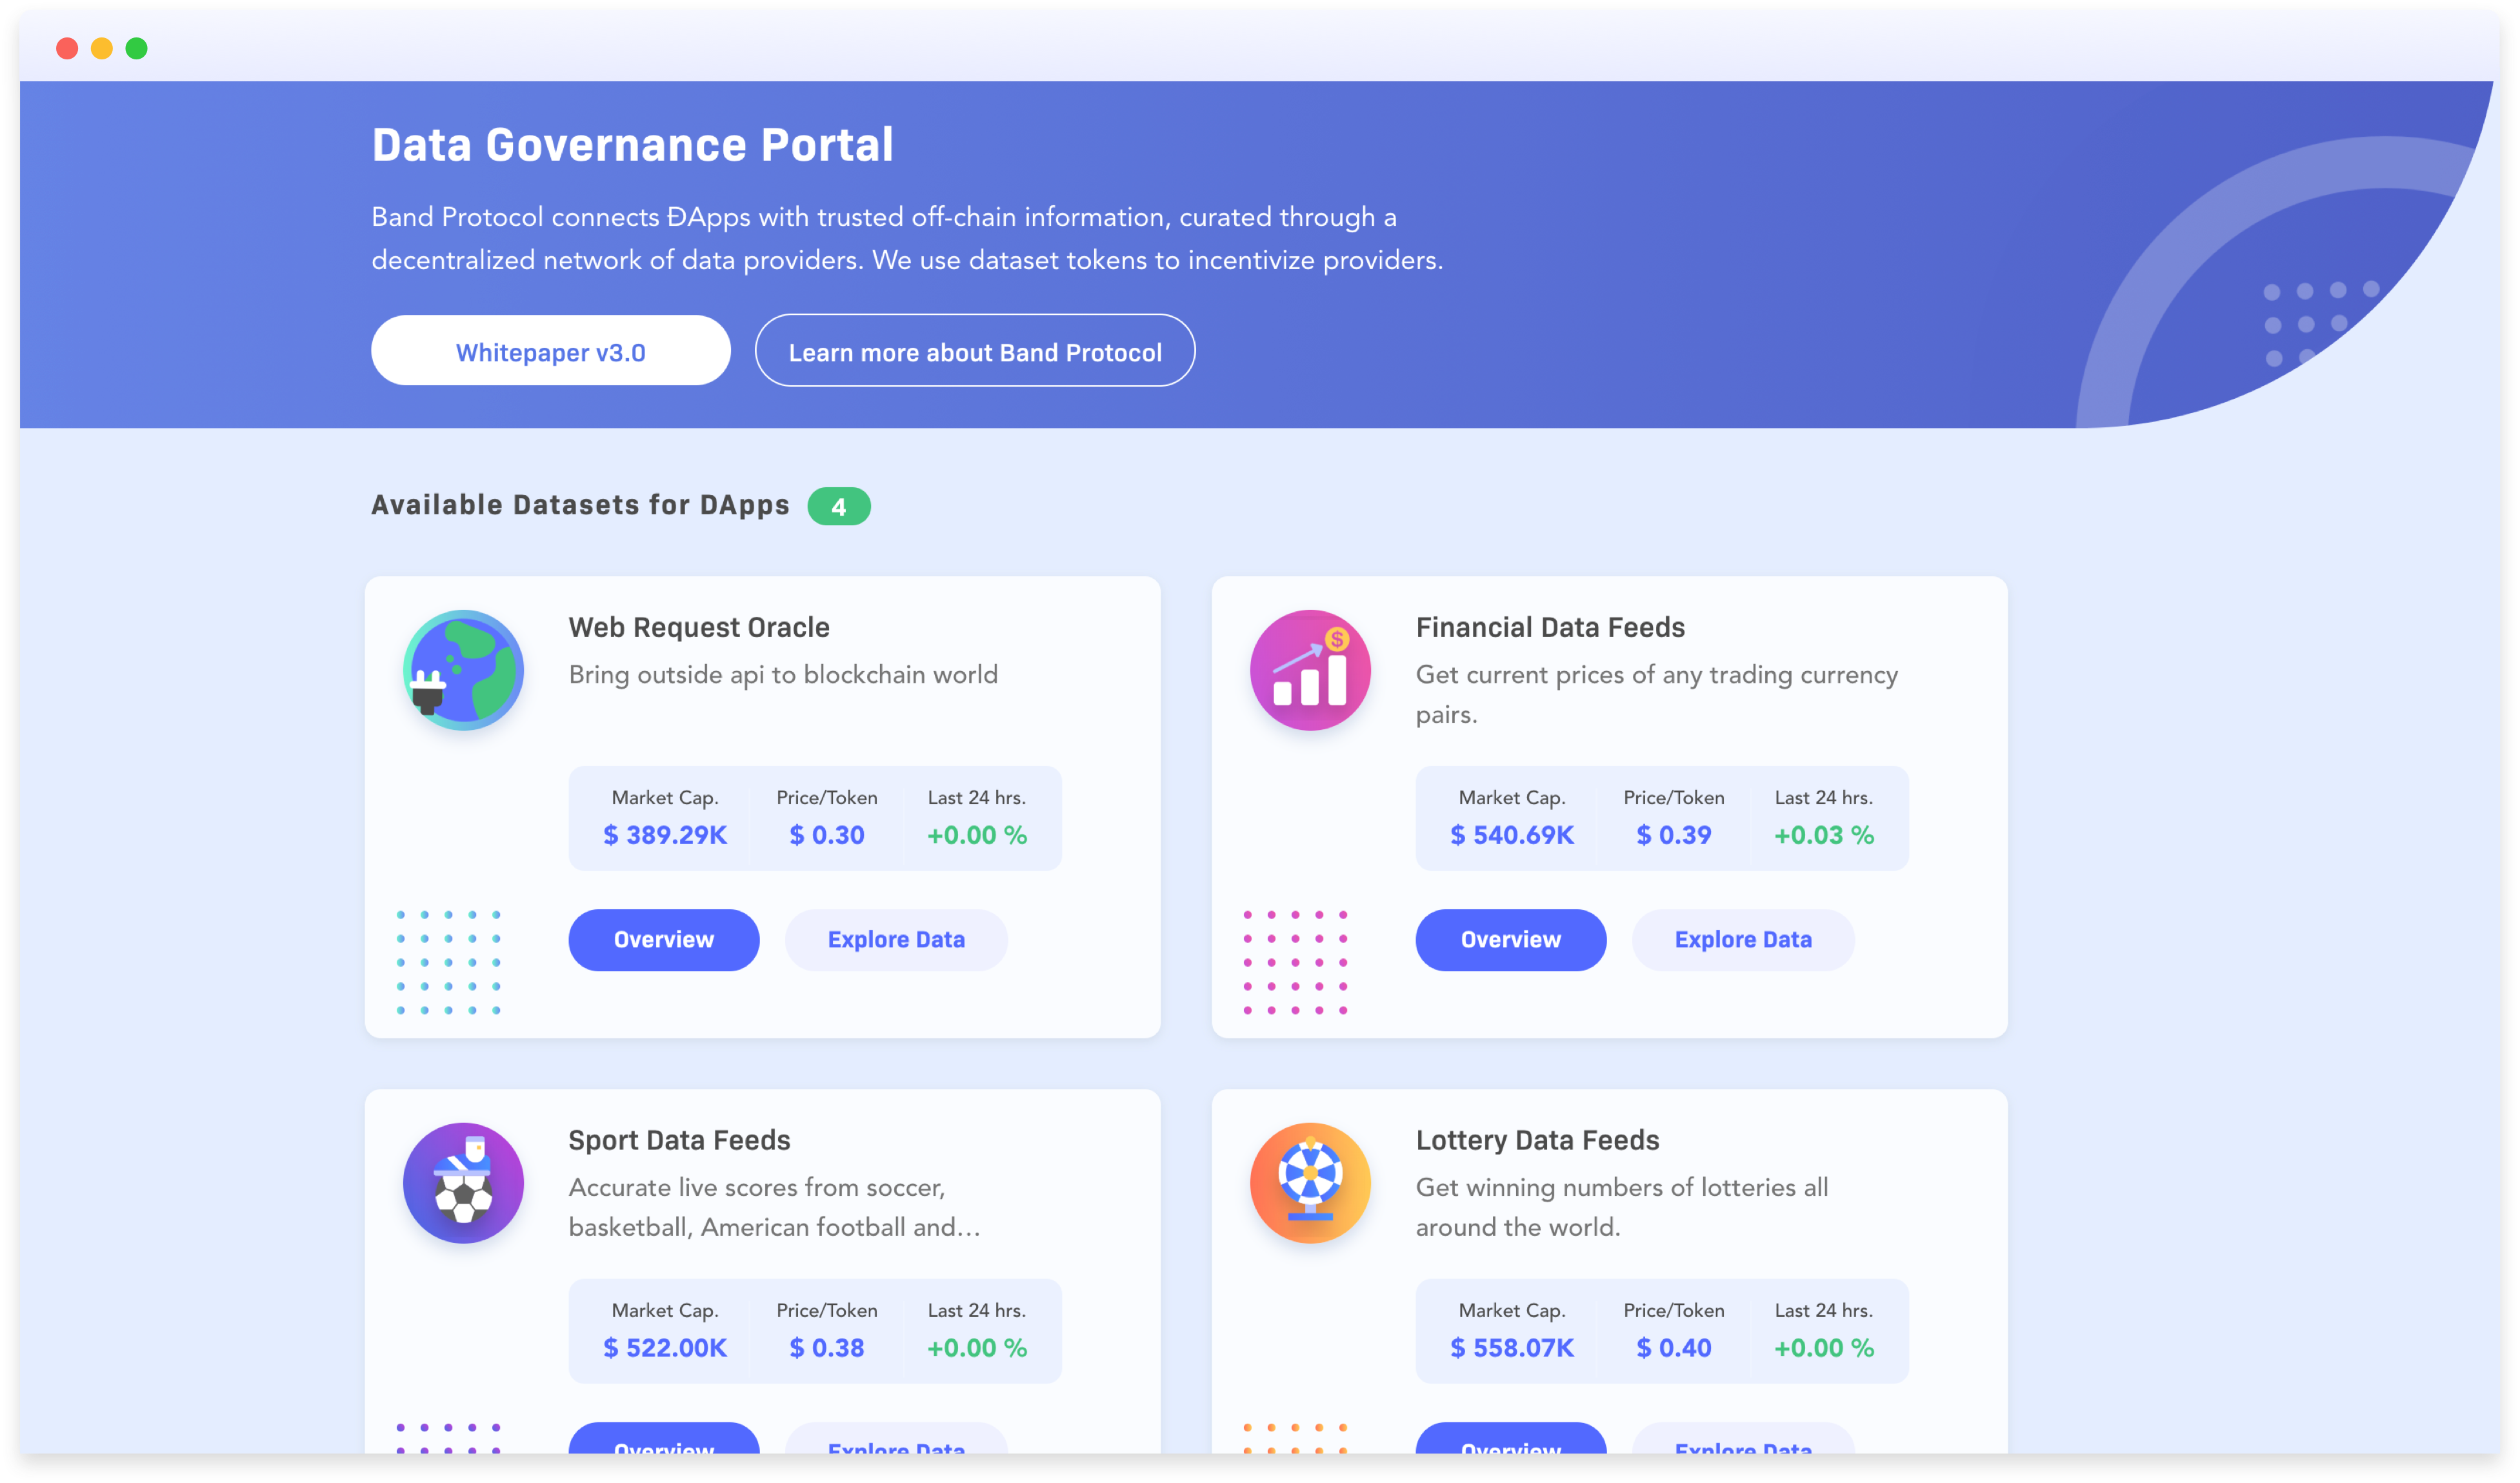 Data Governance Portal
Band Protocol connects ĐApps with trusted off-chain information, curated through a
decentralized network of data providers. We use dataset tokens to incentivize providers.
Whitepaper v3.0
Learn more about Band Protocol
Available Datasets for DApps 4
Web Request Oracle
Bring outside api to blockchain world
Market Cap. Price/Token Last 24 hrs.
$ 389.29K $ 0.30 +0.00 %
Overview Explore Data
$
Financial Data Feeds
Get current prices of any trading currency
pairs.
Market Cap. Price/Token Last 24 hrs.
$ 540.69K $ 0.39 +0.03 %
Overview Explore Data
Sport Data Feeds
Accurate live scores from soccer,
basketball, American football and...
Market Cap. Price/Token Last 24 hrs.
$ 522.00K $ 0.38 +0.00 %
Overview Explore Data
Lottery Data Feeds
Get winning numbers of lotteries all
around the world.
Market Cap. Price/Token Last 24 hrs.
$ 558.07K $ 0.40 +0.00 %
Overview Explore Data